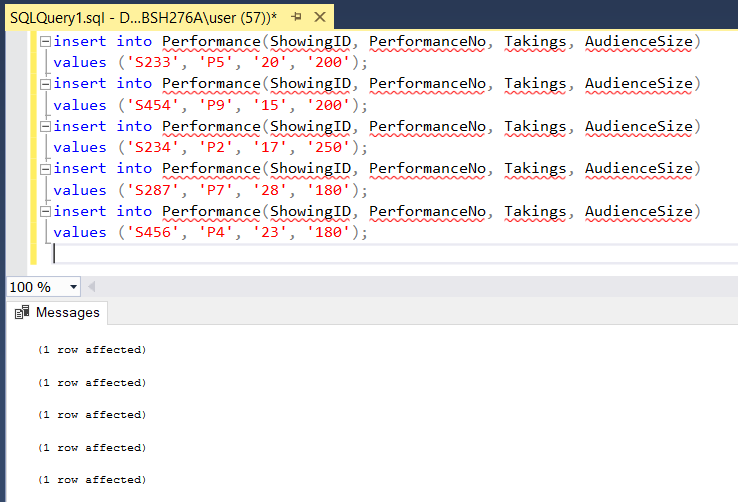 SQLQuery1.sql - D...BSH276A\user (57))*
insert into Performance(ShowingID, PerformanceNo, Takings, AudienceSize)
values ('S233', 'P5', '20', '200');
insert into Performance(ShowingID, PerformanceNo, Takings, AudienceSize)
values ('S454', 'P9', '15', '200');
insert into Performance(ShowingID, PerformanceNo, Takings, AudienceSize)
values ('S234', 'P2', '17', '250');
insert into Performance(ShowingID, PerformanceNo, Takings, AudienceSize)
values ('S287', 'P7', '28', '180');
insert into Performance(ShowingID, PerformanceNo, Takings, AudienceSize)
values ('S456', 'P4', '23', '180');
100 %
Messages
(1 row affected)
(1 row affected)
(1 row affected)
(1 row affected)
(1 row affected)